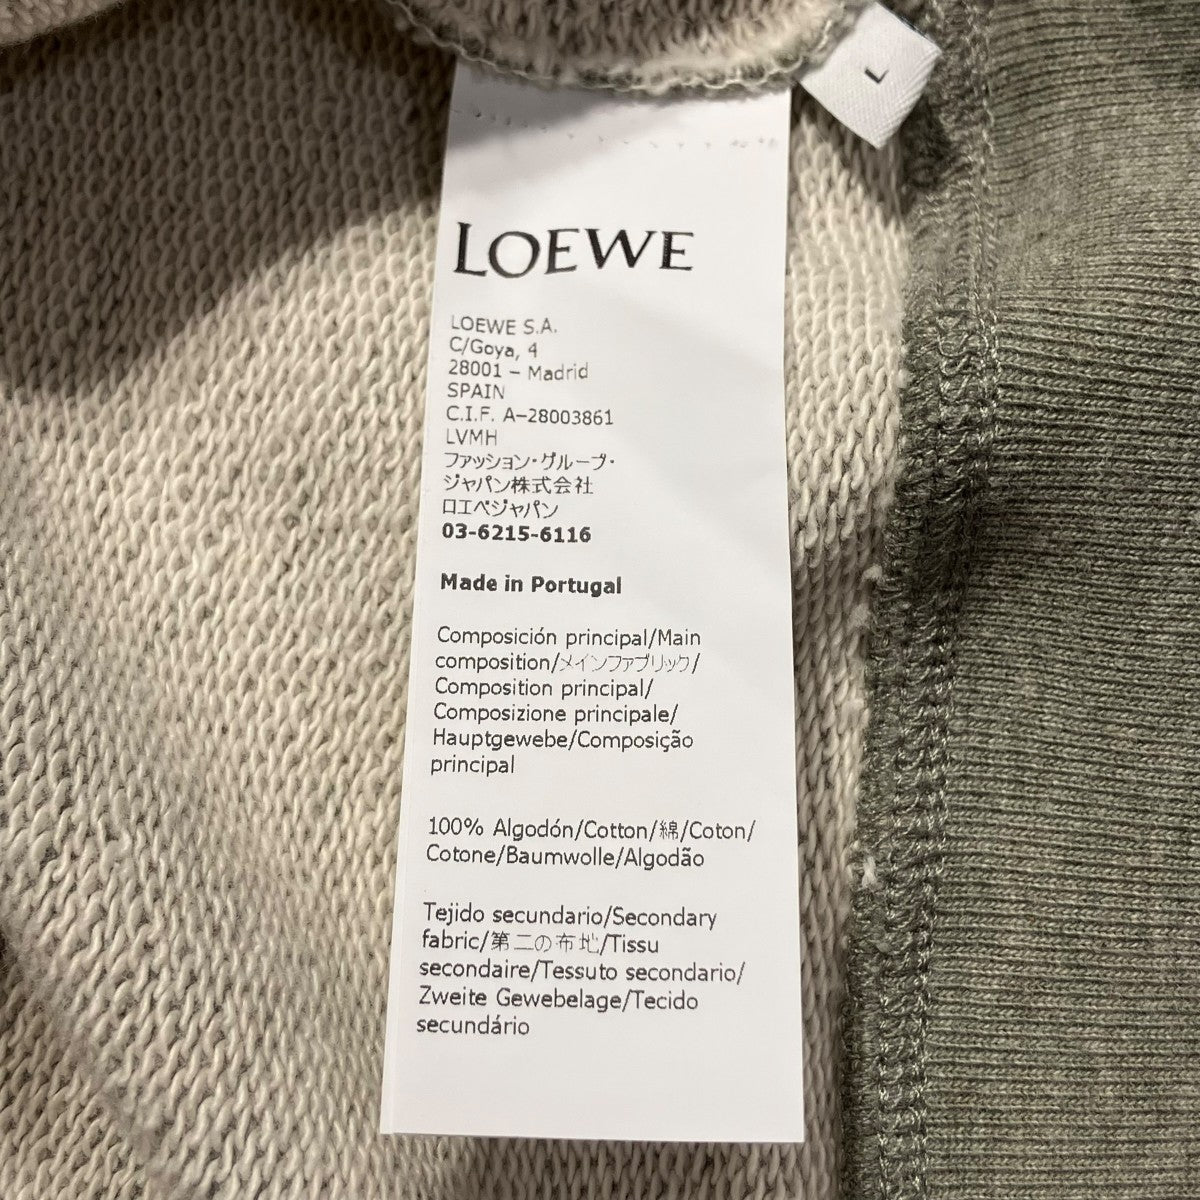 L
LOEWE
LOEWE S.A.
C/Goya, 4
28001 – Madrid
SPAIN
C.I.F. A-28003861
LVMH
ファッション・グループ・
ジャパン株式会社
ロエベジャパン
03-6215-6116
Made in Portugal
Composición principal/Main
composition/メインファブリック/
Composition principal/
Composizione principale/
Hauptgewebe/Composição
principal
100% Algodón/Cotton/綿/Coton/
Cotone/Baumwolle/Algodão
Tejido secundario/Secondary
fabric/第二の布地/Tissu
secondaire/Tessuto secondario/
Zweite Gewebelage/Tecido
secundário